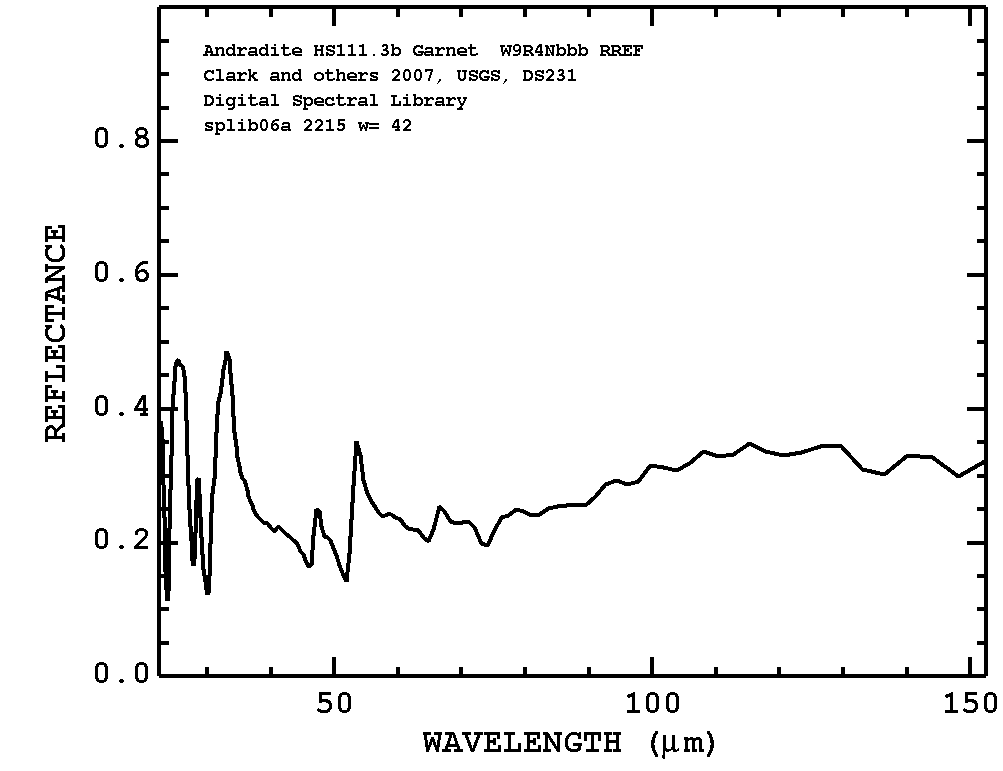 Andradite HS111.3b Garnet  W9R4Nbbb RREF
Clark and others 2007, USGS, DS231
Digital Spectral Library
splib06a 2215 w= 42
REFLECTANCE
0.8
0.6
0.4
0.2
0.0
50
100
150
WAVELENGTH (μm)